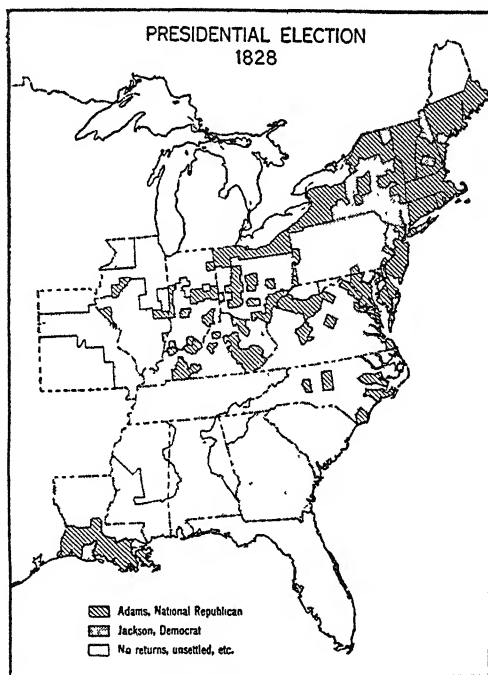 PRESIDENTIAL ELECTION
1828
Adams, National Republican
Jackson, Democrat
No returns, unsettled, etc.